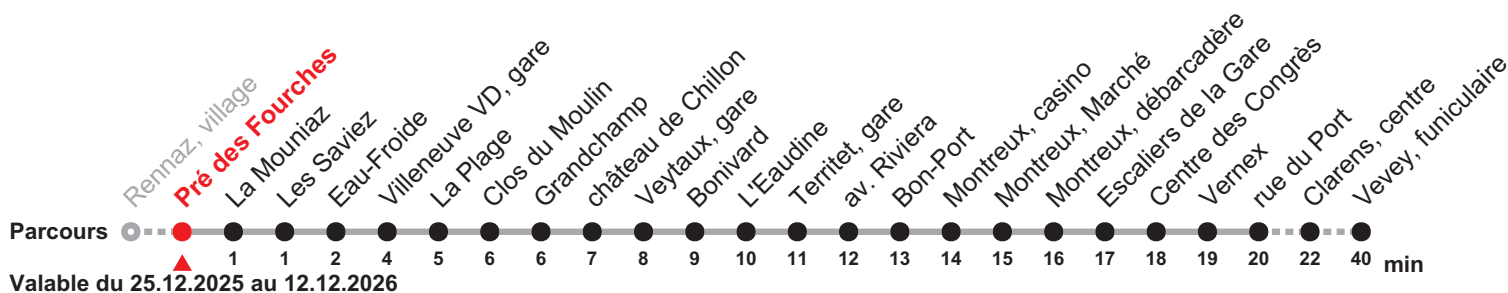 Rennaz, village
Pré des Fourches
La Mouniaz
Les Saviez
Eau-Froide
Villeneuve VD, gare
La Plage
Clos du Moulin
Grandchamp
château de Chillon
Veytaux, gare
Bonivard
L'Eaudine
Territet, gare
av. Riviera
Bon-Port
Montreux, casino
Montreux, Marché
Montreux, débarcadère
Escaliers de la Gare
Centre des Congrès
Vernex
rue du Port
Clarens, centre
Vevey, funiculaire
Parcours
1 1 2 4 5 6 6 7 8 9 10 11 12 13 14 15 16 17 18 19 20 22 40 min
Valable du 25.12.2025 au 12.12.2026